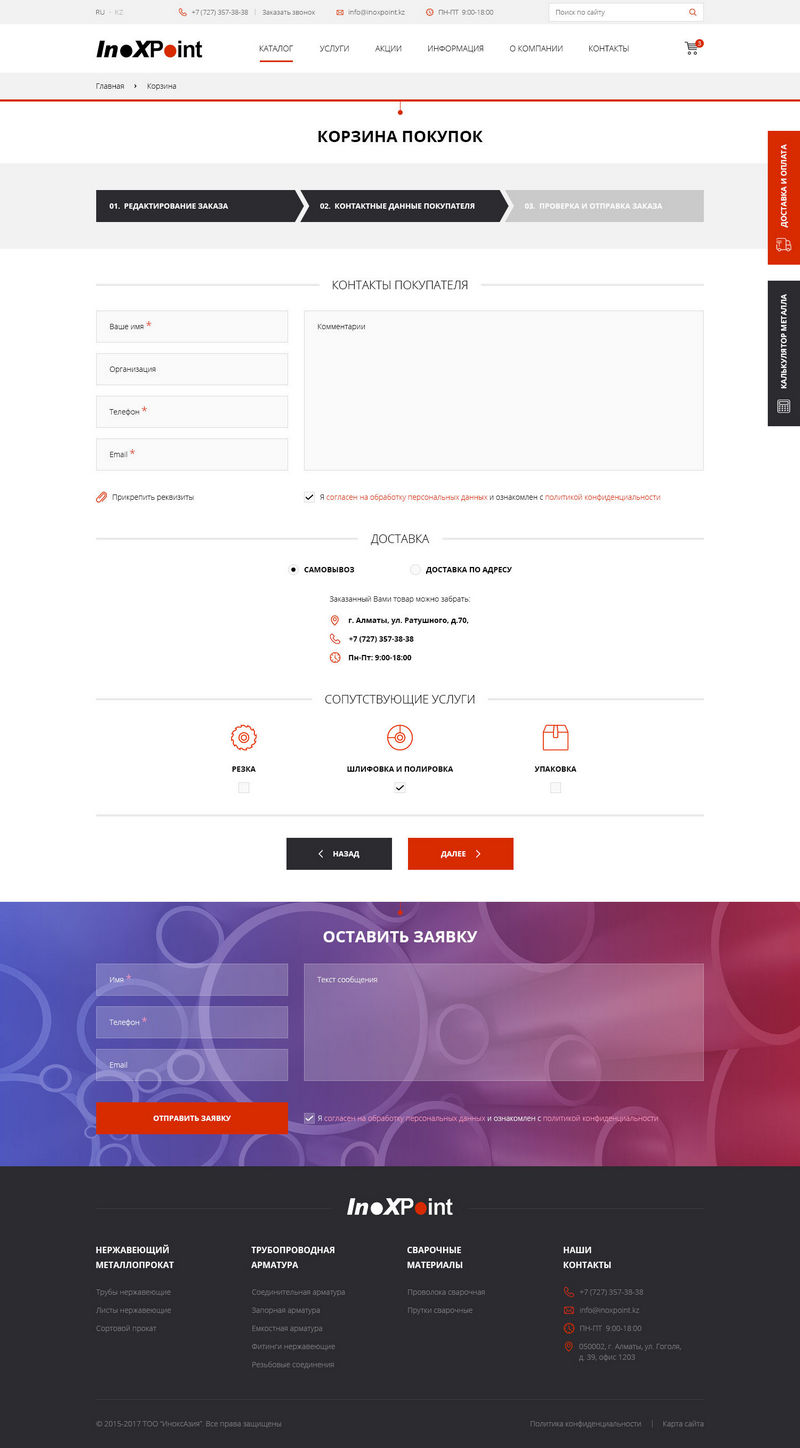 RU - KZ
+7 (727) 357-38-38 | Заказать звонок
info@inoxpoint.kz
ПН-ПТ 9:00-18:00
Поиск по сайту
InoXPoint
КАТАЛОГ
УСЛУГИ
АКЦИИ
ИНФОРМАЦИЯ
О КОМПАНИИ
КОНТАКТЫ
Главная
Корзина
КОРЗИНА ПОКУПОК
ДОСТАВКА И ОПЛАТА
01. РЕДАКТИРОВАНИЕ ЗАКАЗА
02. КОНТАКТНЫЕ ДАННЫЕ ПОКУПАТЕЛЯ
03. ПРОВЕРКА И ОТПРАВКА ЗАКАЗА
КАЛЬКУЛЯТОР МЕТАЛЛА
КОНТАКТЫ ПОКУПАТЕЛЯ
Ваше имя *
Комментарии
Организация
Телефон *
Email *
Прикрепить реквизиты
Я согласен на обработку персональных данных и ознакомлен с политикой конфиденциальности
ДОСТАВКА
САМОВЫВОЗ
ДОСТАВКА ПО АДРЕСУ
Заказанный Вами товар можно забрать:
г. Алматы, ул. Ратушного, д.70,
+7 (727) 357-38-38
Пн-Пт: 9:00-18:00
СОПУТСТВУЮЩИЕ УСЛУГИ
РЕЗКА
ШЛИФОВКА И ПОЛИРОВКА
УПАКОВКА
НАЗАД
ДАЛЕЕ
ОСТАВИТЬ ЗАЯВКУ
Имя *
Текст сообщения
Телефон *
Email
ОТПРАВИТЬ ЗАЯВКУ
Я согласен на обработку персональных данных и ознакомлен с политикой конфиденциальности
InoXPoint
НЕРЖАВЕЮЩИЙ
МЕТАЛЛОПРОКАТ
Трубы нержавеющие
Листы нержавеющие
Сортовой прокат
ТРУБОПРОВОДНАЯ
АРМАТУРА
Соединительная арматура
Запорная арматура
Емкостная арматура
Фитинги нержавеющие
Резьбовые соединения
СВАРОЧНЫЕ
МАТЕРИАЛЫ
Проволока сварочная
Прутки сварочные
НАШИ
КОНТАКТЫ
+7 (727) 357-38-38
info@inoxpoint.kz
ПН-ПТ 9:00-18:00
050002, г. Алматы, ул. Гоголя,
д. 39, офис 1203
© 2015-2017 ТОО "ИноксАзия". Все права защищены
Политика конфиденциальности | Карта сайта